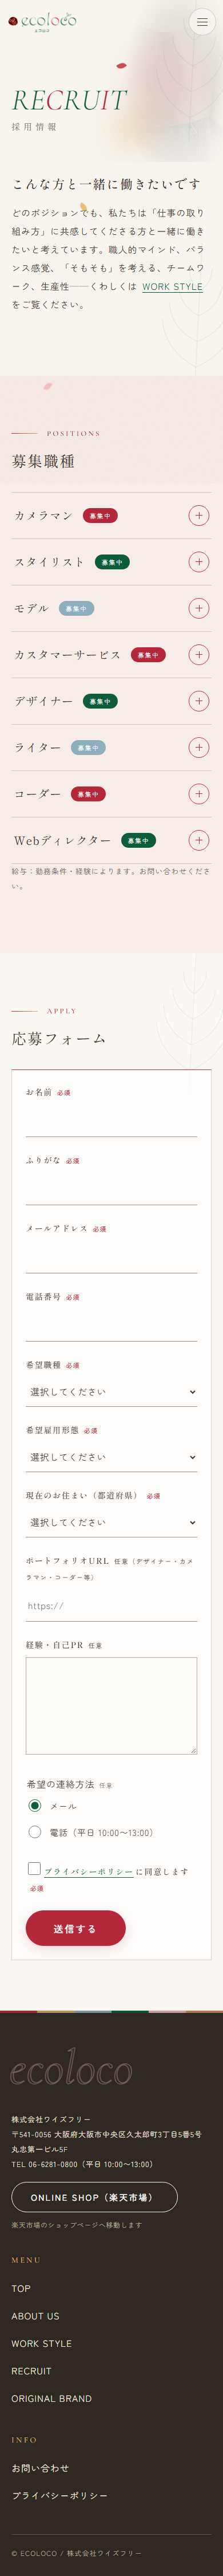 ecoloco
RECRUIT
採用情報
こんな方と一緒に働きたいです
どのポジションでも、私たちは「仕事の取り
組み方」に共感してくださる方と一緒に働き
たいと考えています。職人的マインド、バラ
ンス感覚、「そもそも」を考える、チームワ
ーク、生産性——くわしくは WORK STYLE
をご覧ください。
POSITIONS
募集職種
カメラマン 募集中
スタイリスト 募集中
モデル 募集中
カスタマーサービス 募集中
デザイナー 募集中
ライター 募集中
コーダー 募集中
Webディレクター 募集中
給与：勤務条件・経験によります。お問い合わせくださ
い。
APPLY
応募フォーム
お名前 必須
ふりがな 必須
メールアドレス 必須
電話番号 必須
希望職種 必須
選択してください
希望雇用形態 必須
選択してください
現在のお住まい（都道府県） 必須
選択してください
ポートフォリオURL 任意（デザイナー・カメ
ラマン・コーダー等）
https://
経験・自己PR 任意
希望の連絡方法 任意
メール
電話（平日 10:00〜13:00）
プライバシーポリシーに同意します
必須
送信する
ecoloco
株式会社ワイズフリー
〒541-0056 大阪府大阪市中央区久太郎町3丁目5番5号
丸忠第一ビル5F
TEL 06-6281-0800（平日 10:00〜13:00）
ONLINE SHOP（楽天市場）
楽天市場のショップページへ移動します
MENU
TOP
ABOUT US
WORK STYLE
RECRUIT
ORIGINAL BRAND
INFO
お問い合わせ
プライバシーポリシー
© ECOLOCO / 株式会社ワイズフリー